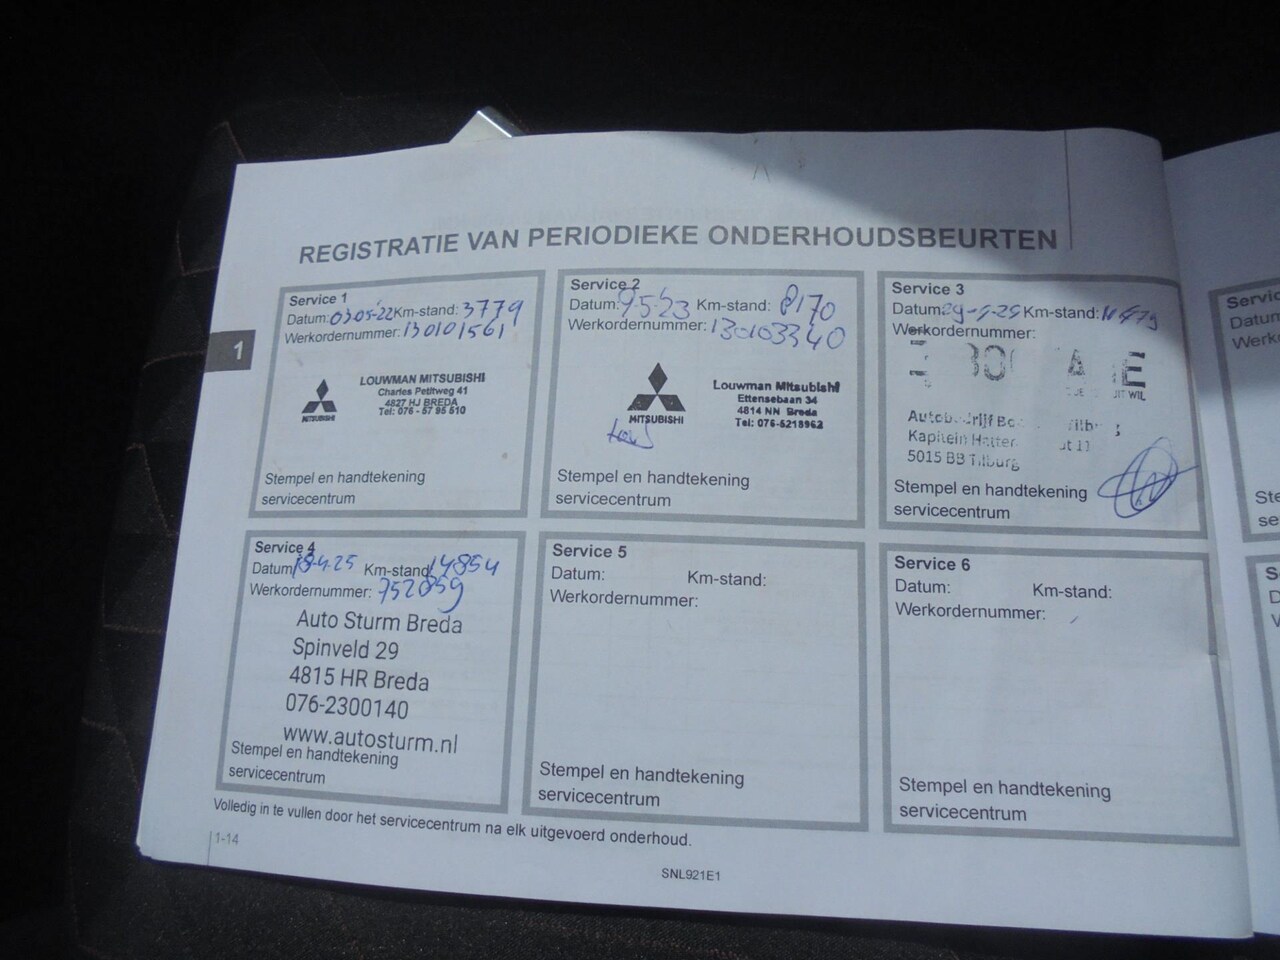 REGISTRATIE VAN PERIODIEKE ONDERHOUDSBEURTEN
1
Service 1
Datum: 03-05-22 Km-stand: 3779
Werkordernummer: 130101561
MITSUBISHI
LOUWMAN MITSUBISHI
Charles Petitweg 41
4827 HJ BREDA
Tel: 076 - 57 95 510
Stempel en handtekening
servicecentrum
Service 2
Datum: 9-5-23 Km-stand: 8170
Werkordernummer: 130103340
MITSUBISHI
Louwman Mitsubishi
Ettensebaan 34
4814 NN Breda
Tel: 076-5218962
Stempel en handtekening
servicecentrum
Service 3
Datum: Km-stand:
Werkordernummer:
Kapitein
5015 BB Tilburg
Stempel en handtekening
servicecentrum
Service 4
Datum: Km-stand: 14854
Werkordernummer: 752059
Auto Sturm Breda
Spinveld 29
4815 HR Breda
076-2300140
www.autosturm.nl
Stempel en handtekening
servicecentrum
Service 5
Datum: Km-stand:
Werkordernummer:
Stempel en handtekening
servicecentrum
Service 6
Datum: Km-stand:
Werkordernummer:
Stempel en handtekening
servicecentrum
Volledig in te vullen door het servicecentrum na elk uitgevoerd onderhoud.
1-14
SNL921E1